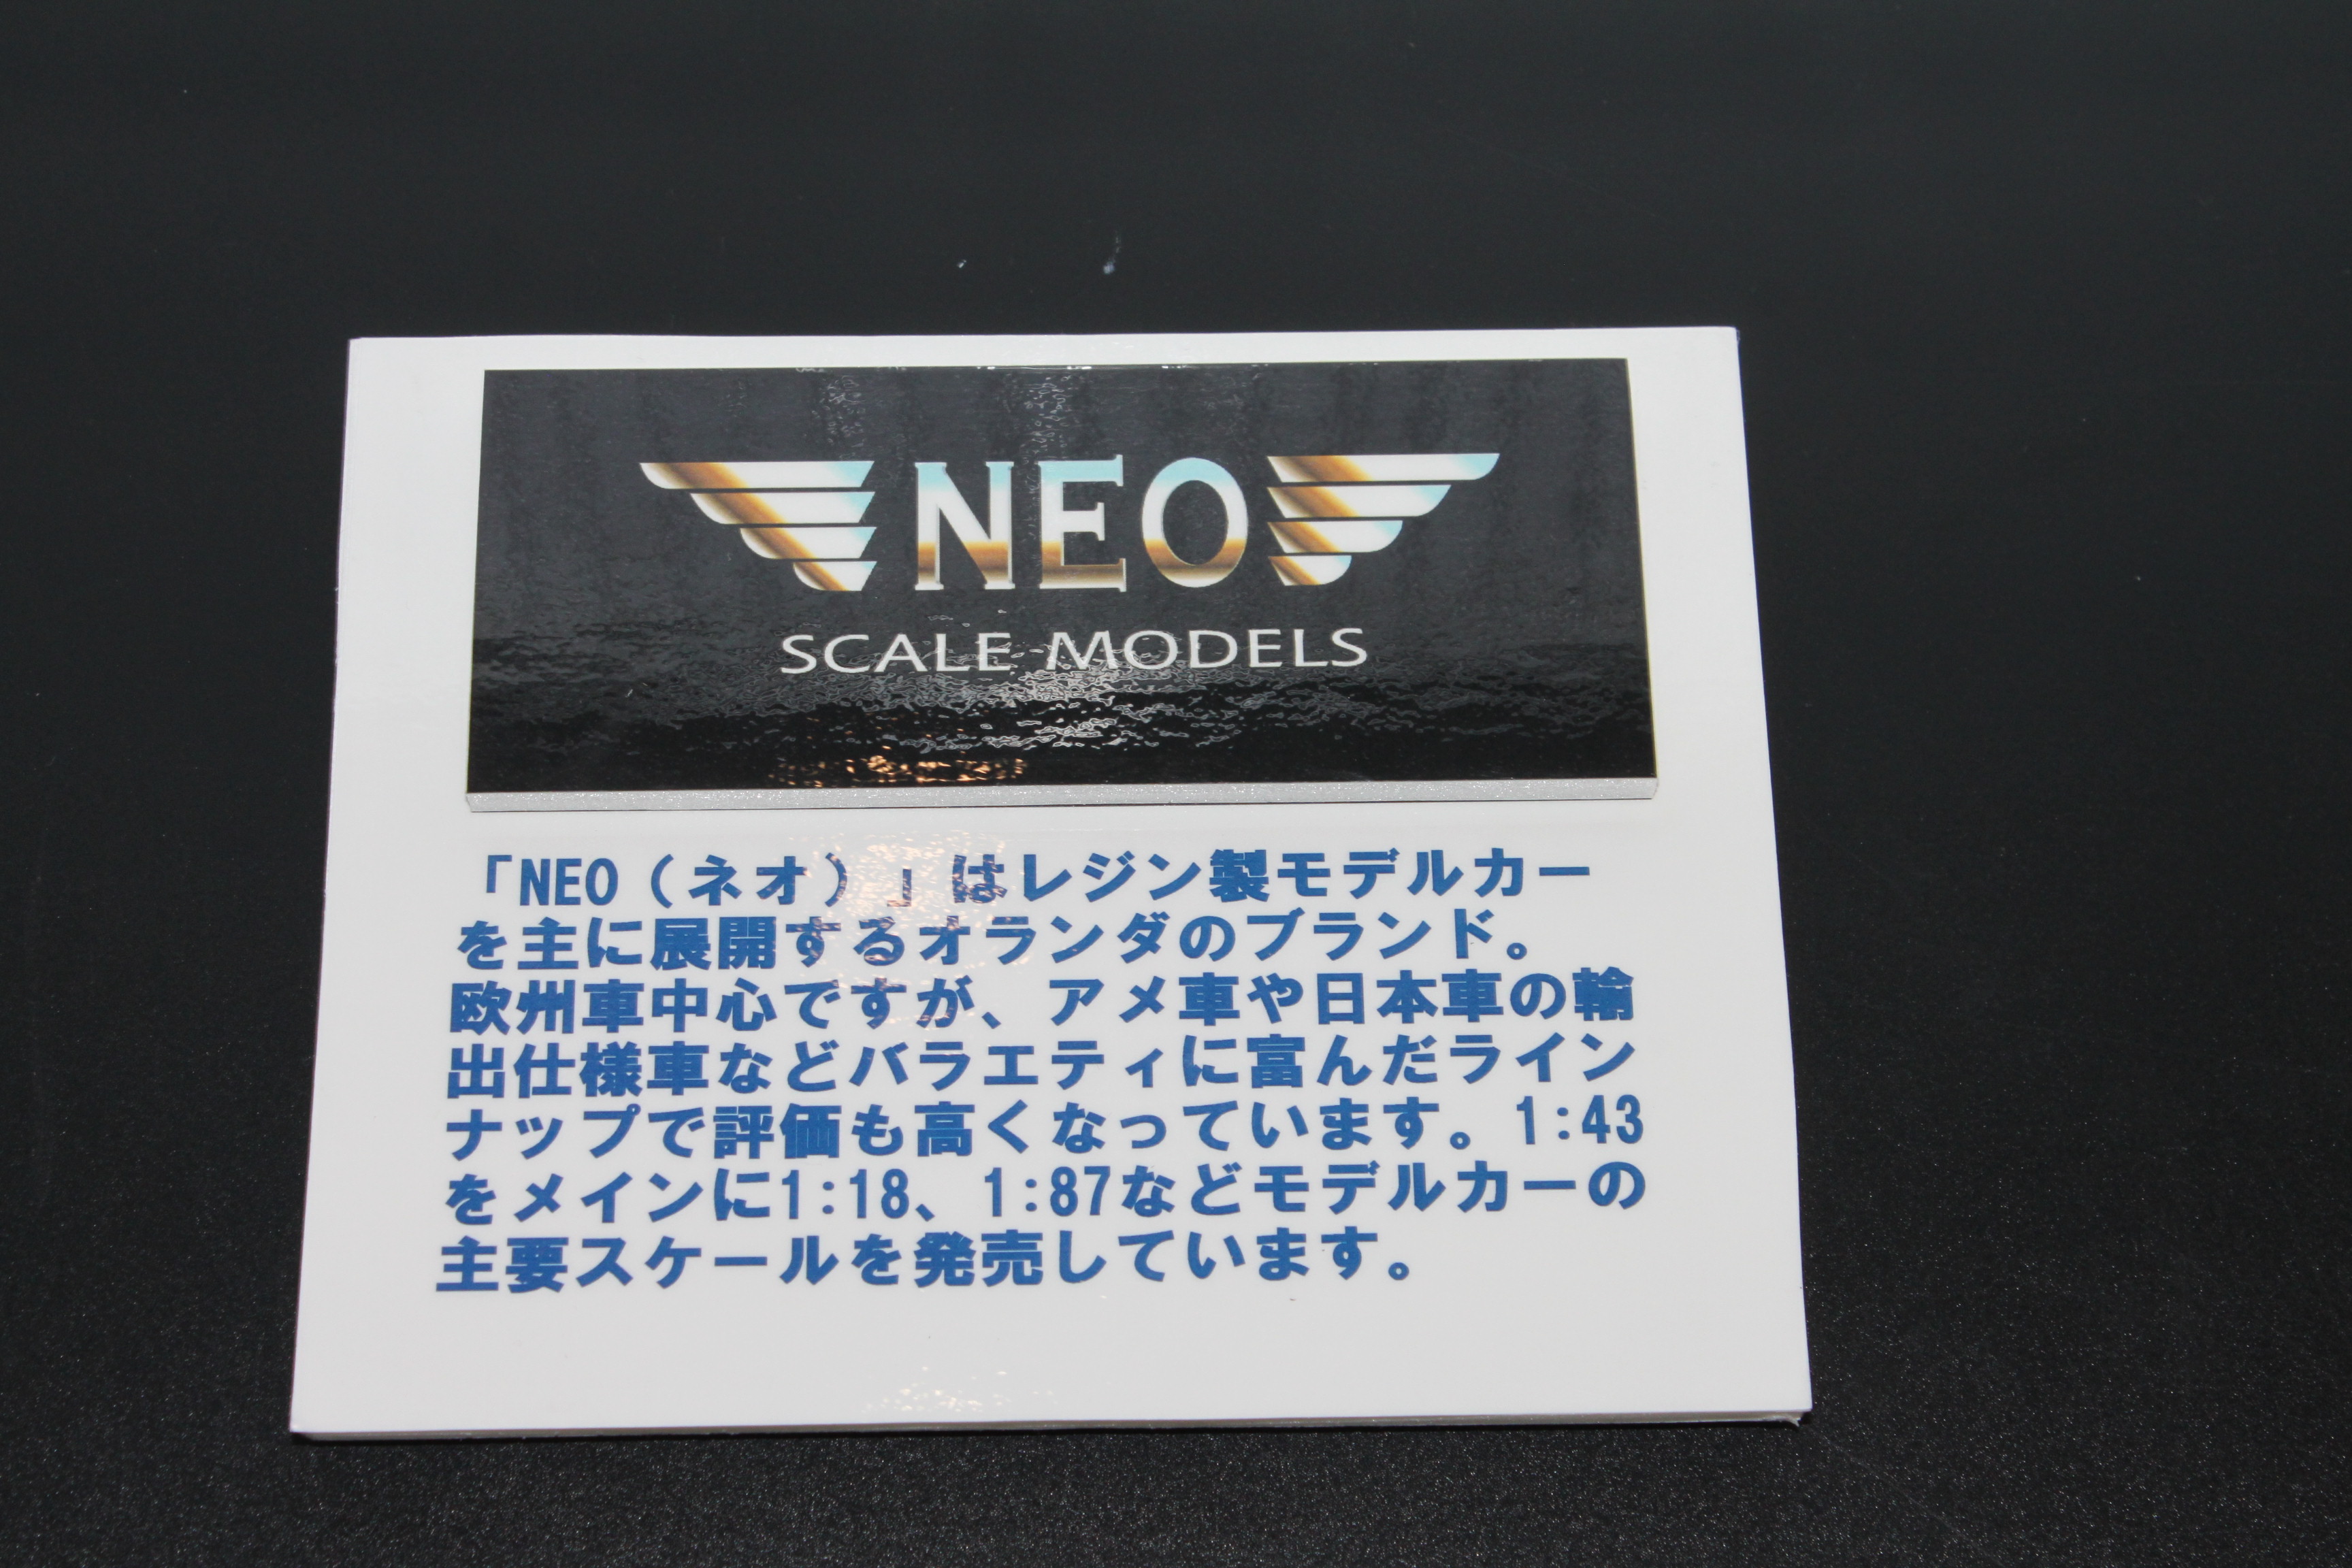 NEO
SCALE MODELS
「NEO（ネオ）」はレジン製モデルカー
を主に展開するオランダのブランド。
欧州車中心ですが、アメ車や日本車の輸
出仕様車などバラエティに富んだライン
ナップで評価も高くなっています。1:43
をメインに1:18、1:87などモデルカーの
主要スケールを発売しています。